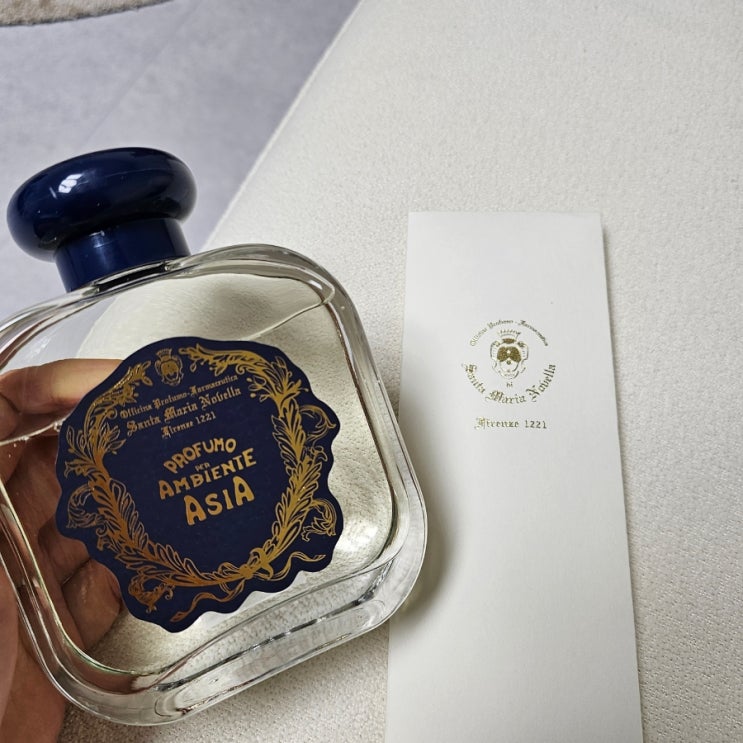 Officina Profumo-Farmaceutica
Santa Maria Novella
Firenze 1221
PROFUMO
PER
AMBIENTE
ASIA
Officina Profumo-Farmaceutica
di
Santa Maria Novella
Firenze 1221